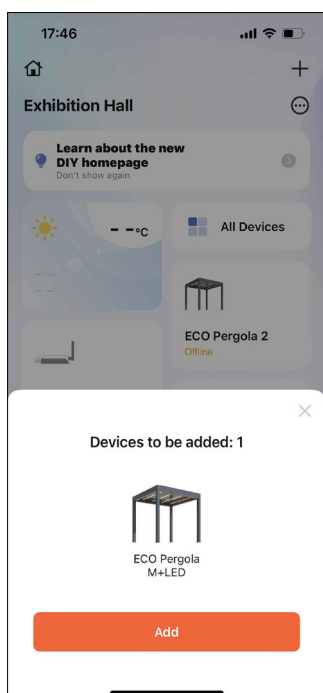 17:46
Exhibition Hall
Learn about the new
DIY homepage
Don't show again
- -°C
All Devices
- -
- -
ECO Pergola 2
Offline
Devices to be added: 1
ECO Pergola
M+LED
Add